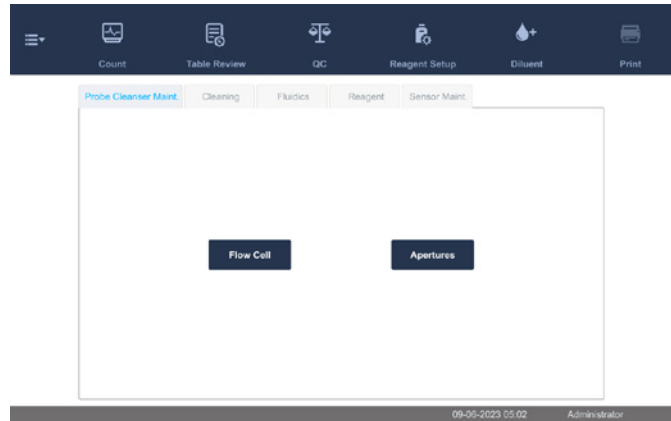 Count Table Review QC Reagent Setup Diluent Print
Probe Cleanser Maint. Cleaning Fluidics Reagent Sensor Maint.
Flow Cell Apertures
09-06-2023 05:02 Administrator